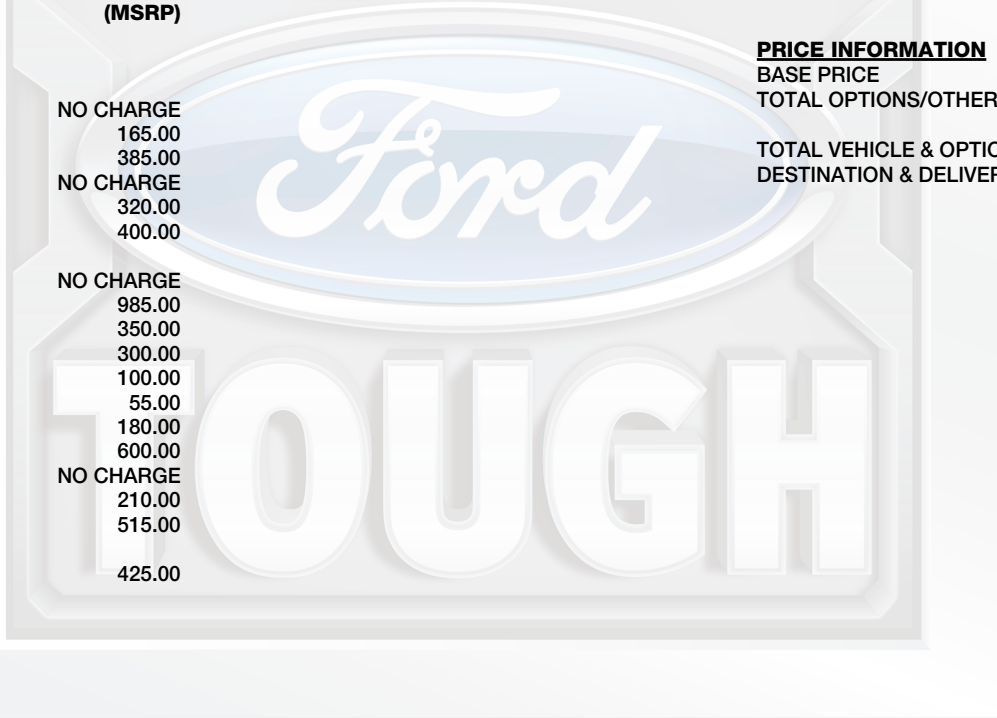 (MSRP)
NO CHARGE
165.00
385.00
NO CHARGE
320.00
400.00
NO CHARGE
985.00
350.00
300.00
100.00
55.00
180.00
600.00
NO CHARGE
210.00
515.00
425.00
PRICE INFORMATION
BASE PRICE
TOTAL OPTIONS/OTHER
TOTAL VEHICLE & OPTIO
DESTINATION & DELIVER
Ford
TOUGH